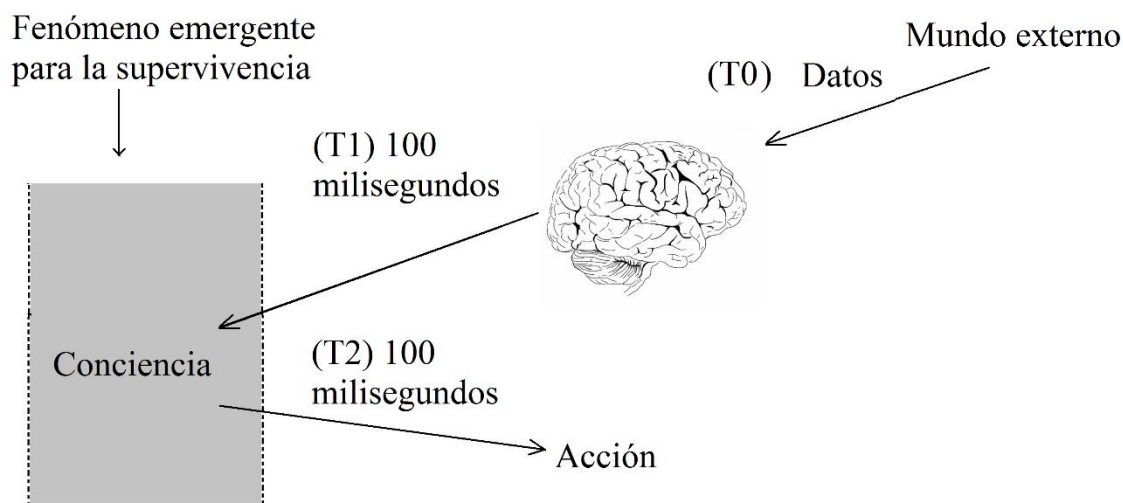 Fenómeno emergente
para la supervivencia
Mundo externo
(T0) Datos
(T1) 100
milisegundos
Conciencia
(T2) 100
milisegundos
Acción